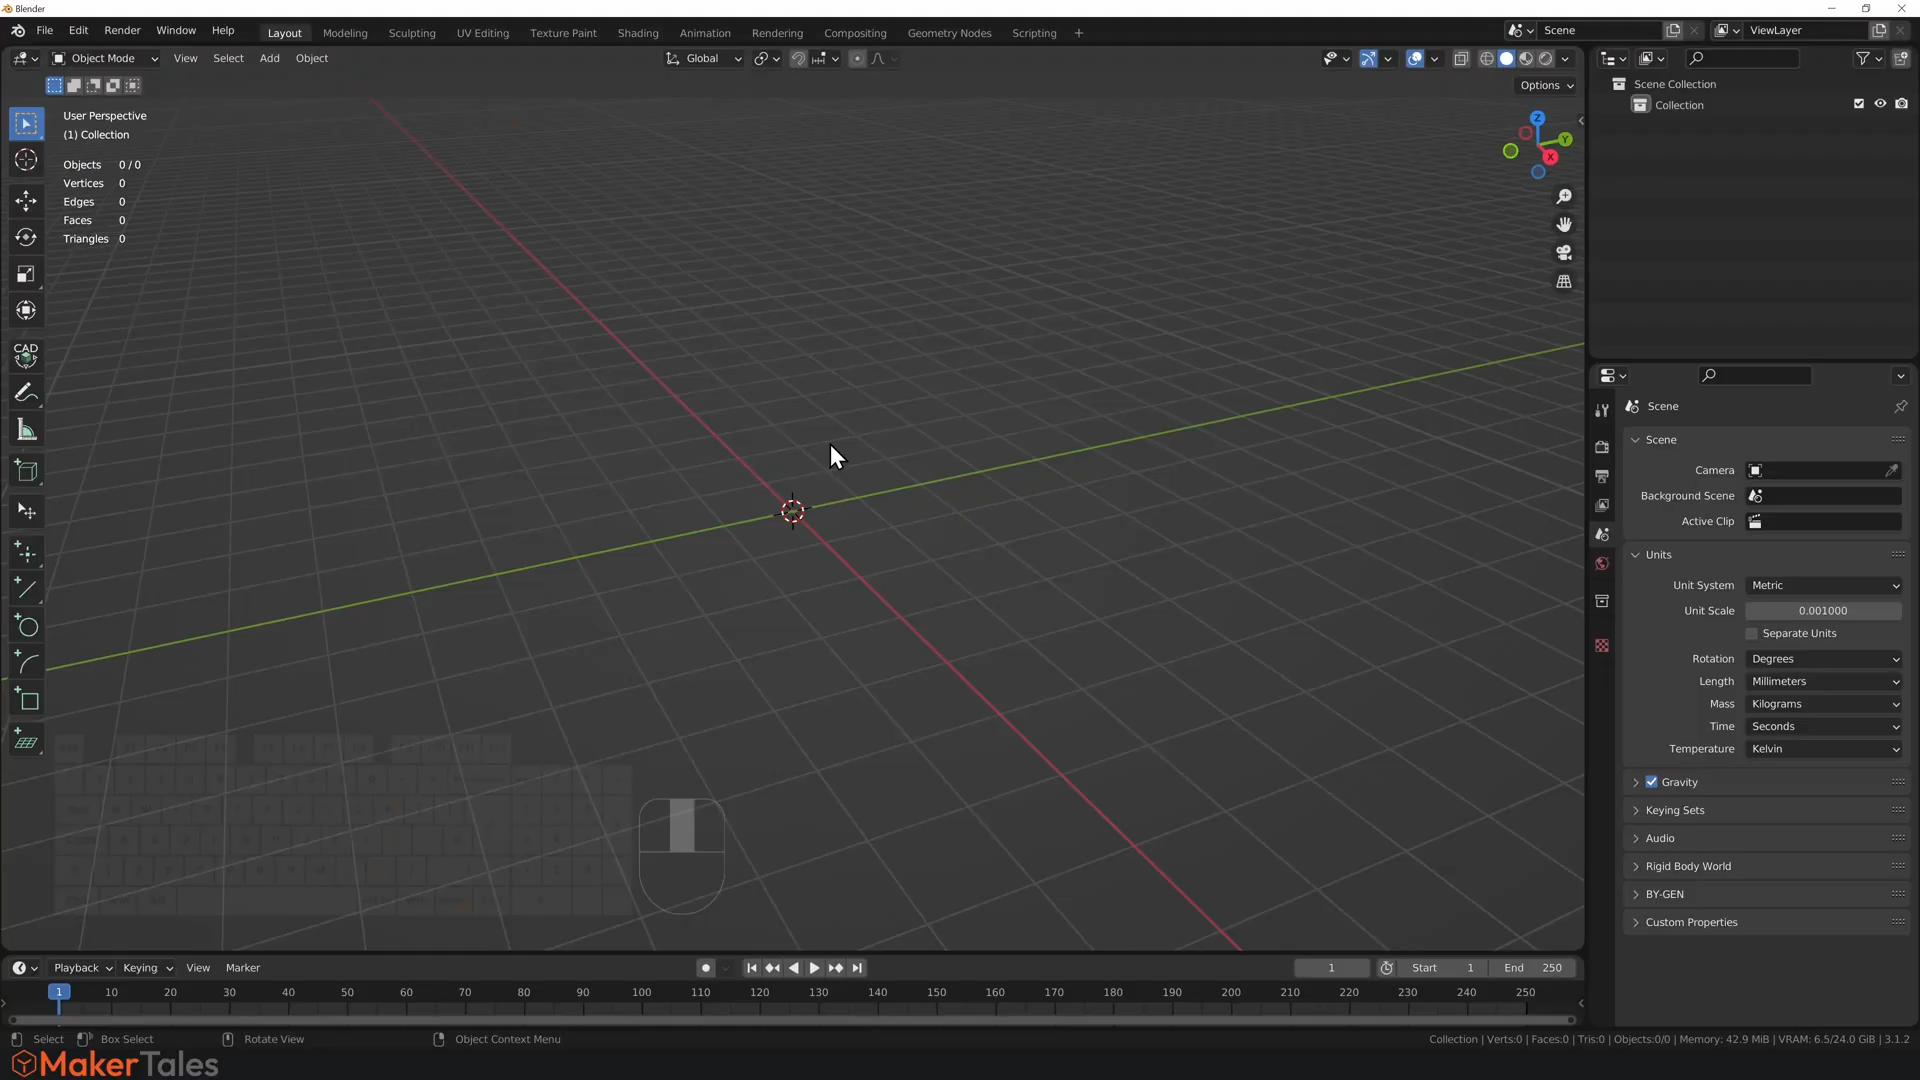 Blender
File Edit Render Window Help
Layout Modeling Sculpting UV Editing Texture Paint Shading Animation Rendering Compositing Geometry Nodes Scripting +
Scene
ViewLayer
Object Mode View Select Add Object
Global
Options
User Perspective
(1) Collection
Objects 0 / 0
Vertices 0
Edges 0
Faces 0
Triangles 0
CAD
Z
Y
X
Scene Collection
Collection
Scene
Scene
Camera
Background Scene
Active Clip
Units
Unit System Metric
Unit Scale 0.001000
Separate Units
Rotation Degrees
Length Millimeters
Mass Kilograms
Time Seconds
Temperature Kelvin
Gravity
Keying Sets
Audio
Rigid Body World
BY-GEN
Custom Properties
Playback Keying View Marker
1
Start 1
End 250
1 10 20 30 40 50 60 70 80 90 100 110 120 130 140 150 160 170 180 190 200 210 220 230 240 250
Select Box Select Rotate View Object Context Menu
Collection | Verts:0 | Faces:0 | Tris:0 | Objects:0/0 | Memory: 42.9 MiB | VRAM: 6.5/24.0 GiB | 3.1.2
MakerTales